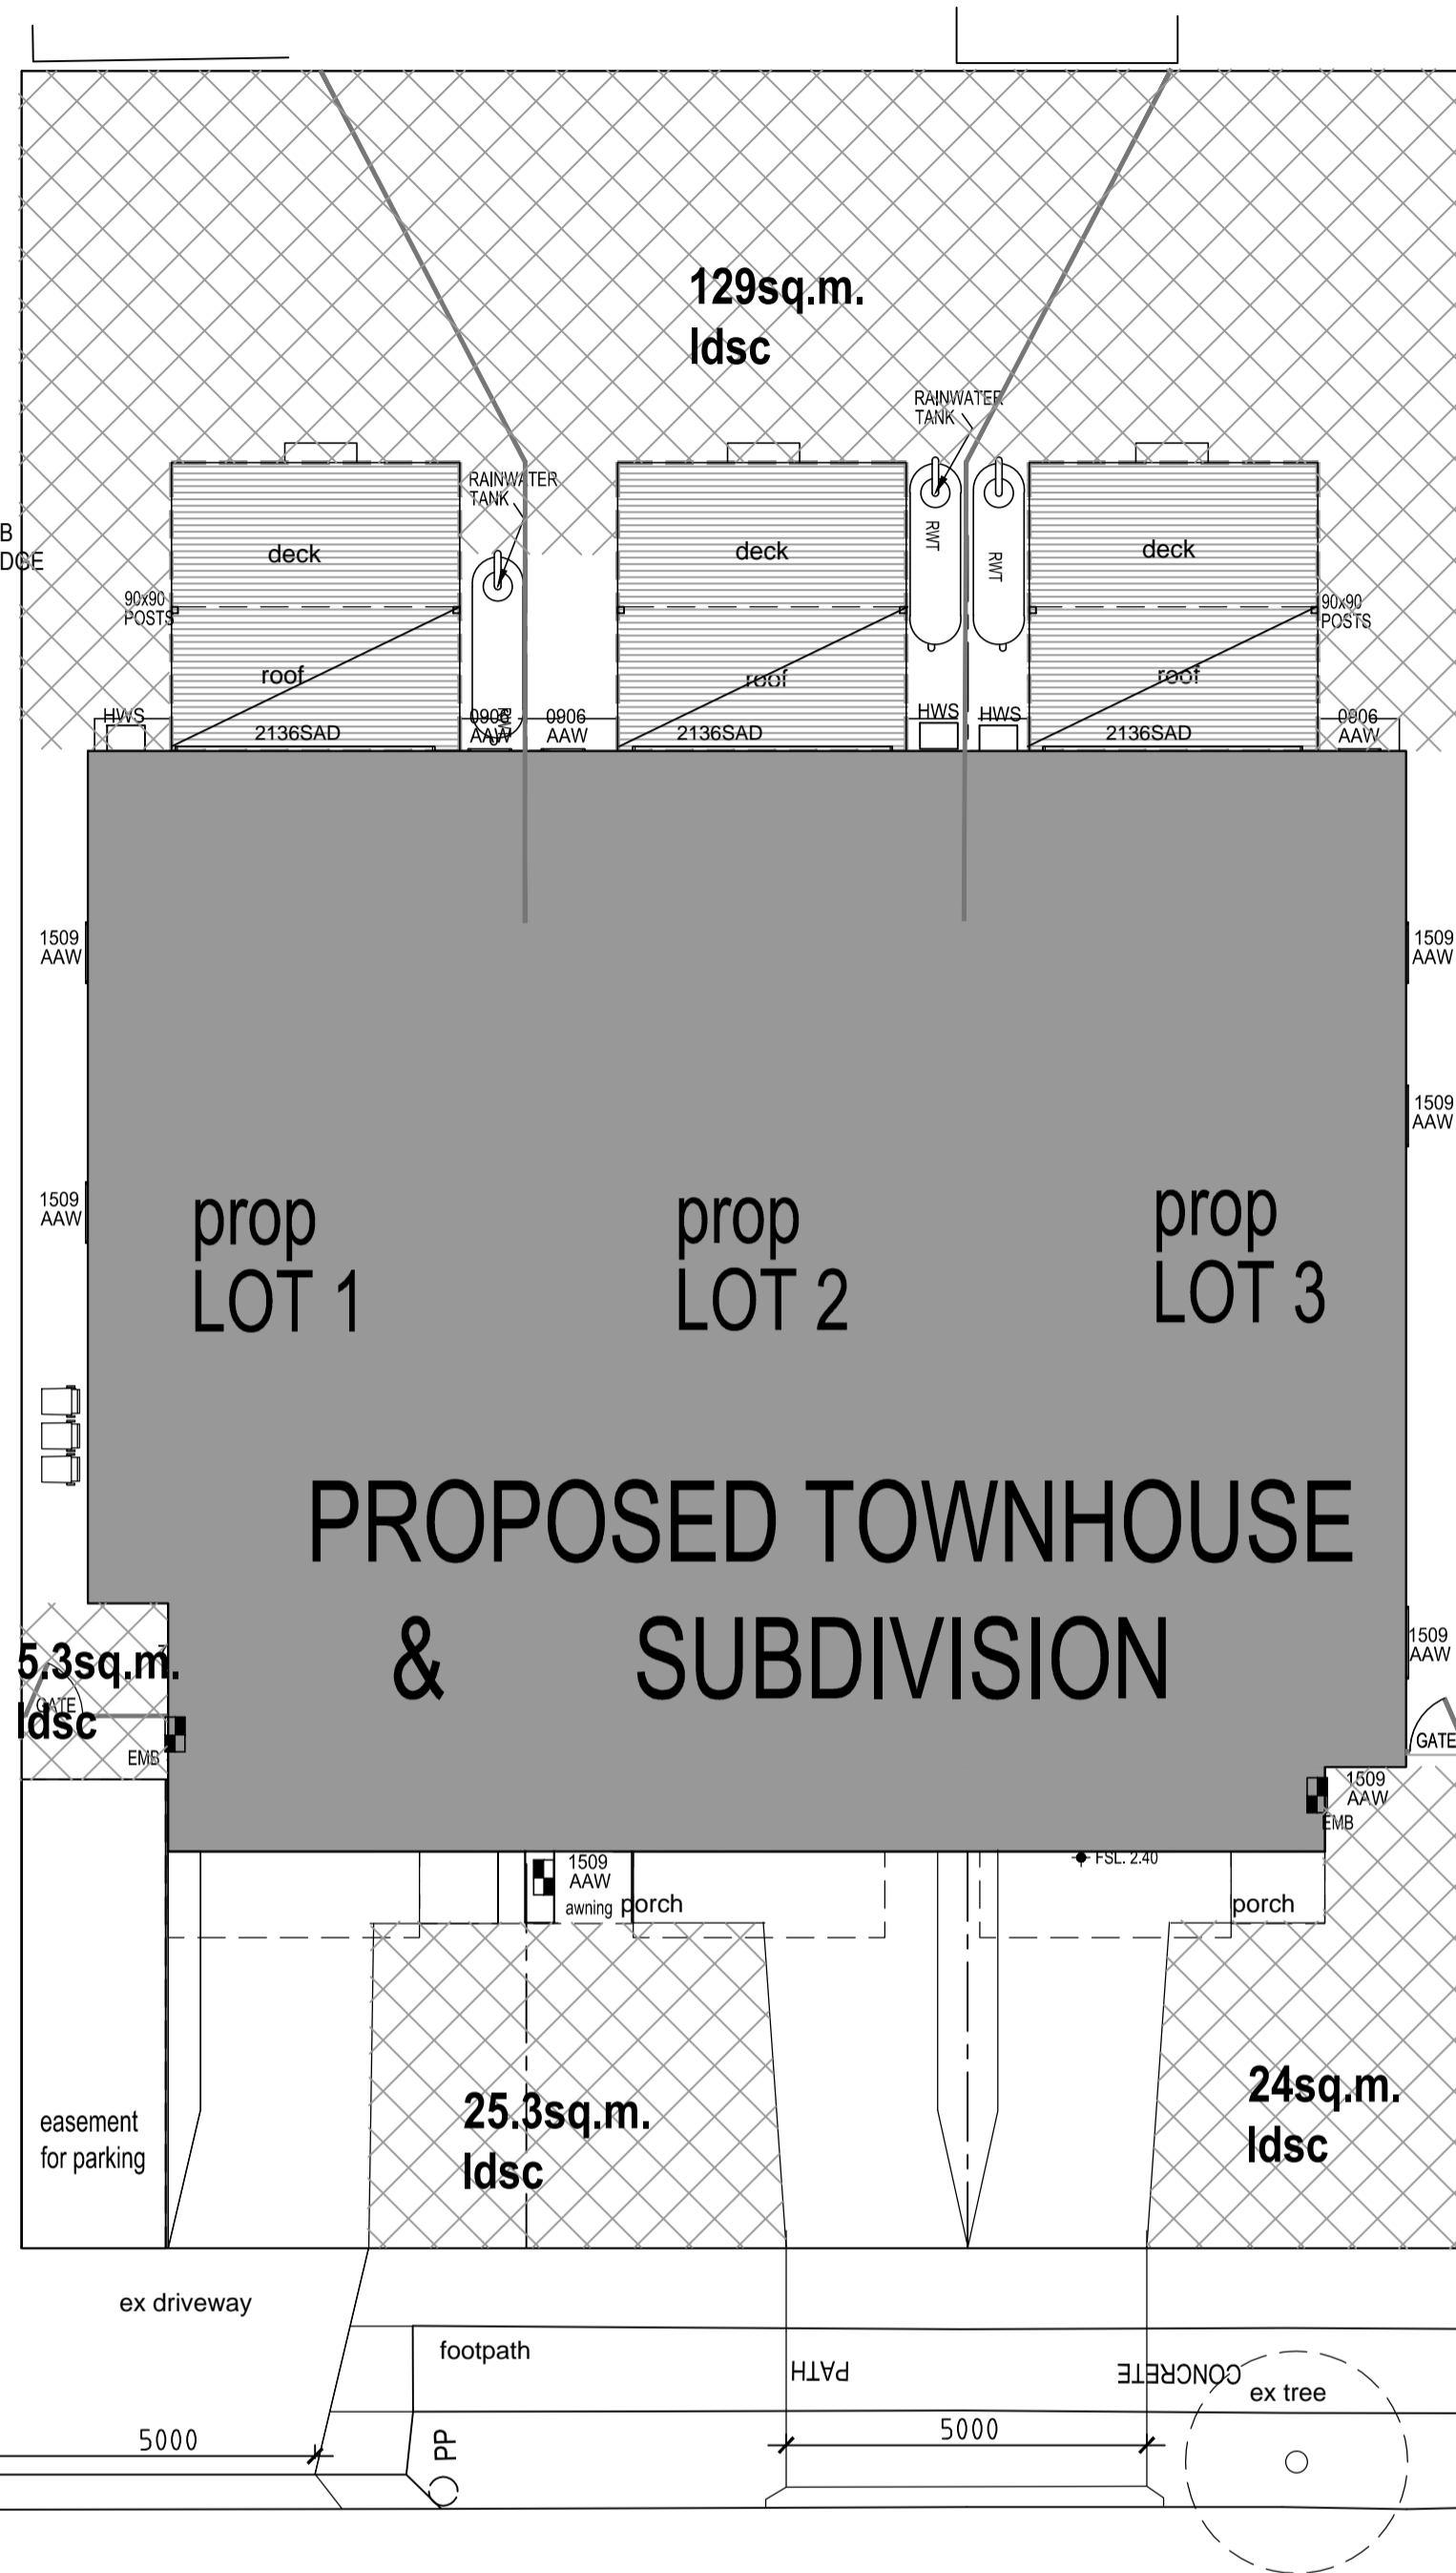 129sq.m.
ldsc
RAINWATER
TANK
RAINWATER
TANK
B
DGE
deck
deck
deck
RWT
RWT
90x90
POSTS
90x90
POSTS
roof
roof
roof
HWS
2136SAD
0906
AAW
RWT
0906
AAW
2136SAD
HWS
HWS
2136SAD
0906
AAW
1509
AAW
1509
AAW
1509
AAW
1509
AAW
prop
LOT 1
prop
LOT 2
prop
LOT 3
PROPOSED TOWNHOUSE
& SUBDIVISION
1509
AAW
5.3sq.m.
ldsc
GATE
EMB
GATE
1509
AAW
EMB
1509
AAW
awning
porch
FSL. 2.40
porch
25.3sq.m.
ldsc
24sq.m.
ldsc
easement
for parking
ex driveway
footpath
PATH
CONCRETE
ex tree
5000
PP
5000